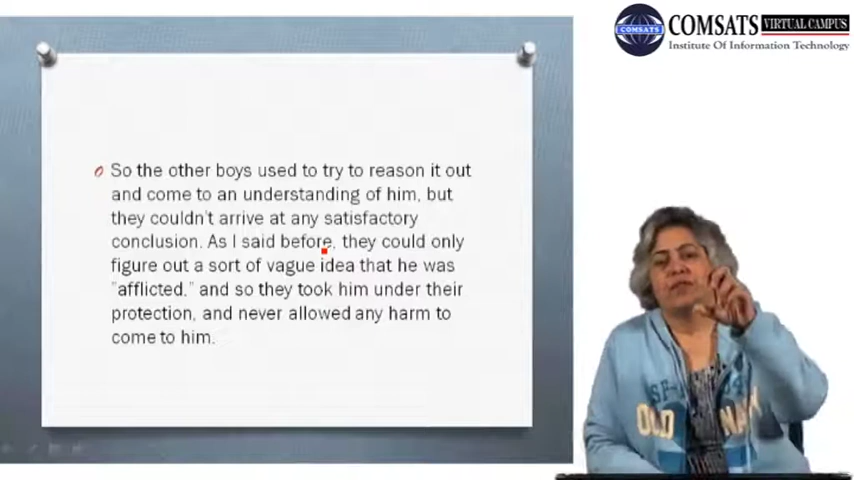 COMSATS VIRTUAL CAMPUS
COMSATS
Institute Of Information Technology
So the other boys used to try to reason it out
and come to an understanding of him, but
they couldn't arrive at any satisfactory
conclusion. As I said before, they could only
figure out a sort of vague idea that he was
"afflicted," and so they took him under their
protection, and never allowed any harm to
come to him.
OLD NAVY